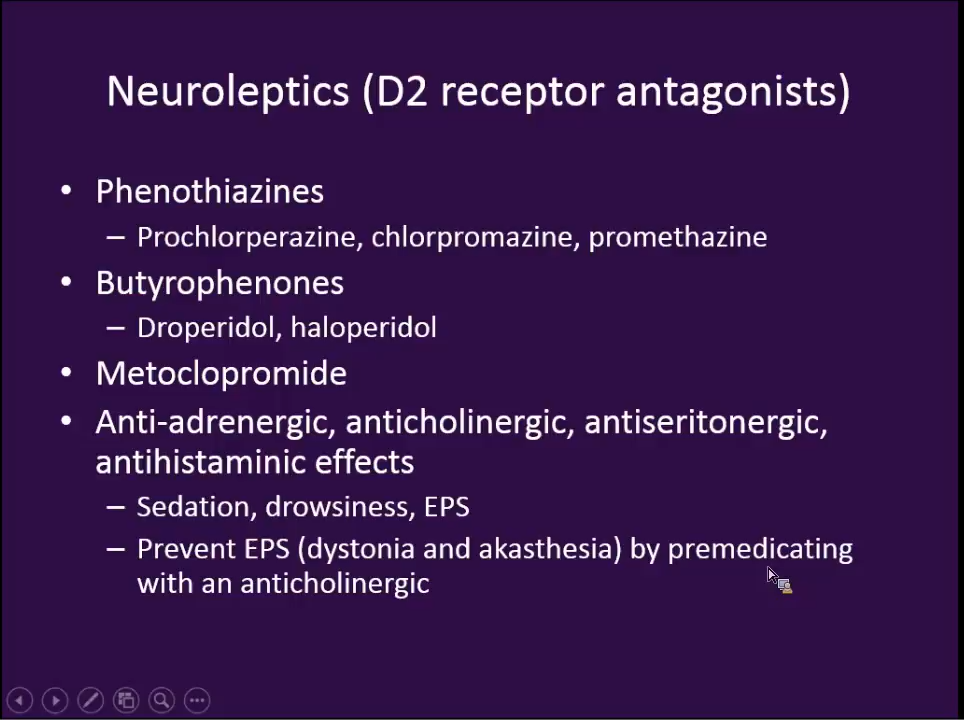 Neuroleptics (D2 receptor antagonists)
• Phenothiazines
– Prochlorperazine, chlorpromazine, promethazine
• Butyrophenones
– Droperidol, haloperidol
• Metoclopromide
• Anti-adrenergic, anticholinergic, antiseritonergic,
antihistaminic effects
– Sedation, drowsiness, EPS
– Prevent EPS (dystonia and akasthesia) by premedicating
with an anticholinergic